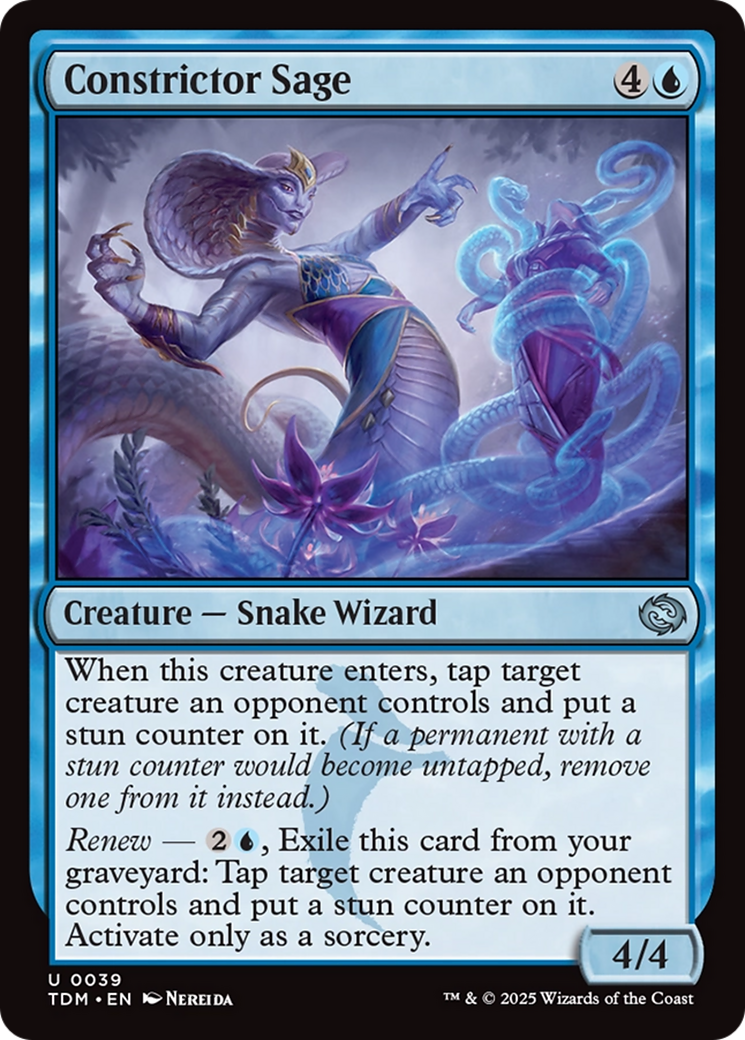 Constrictor Sage 4
Creature — Snake Wizard
When this creature enters, tap target
creature an opponent controls and put a
stun counter on it. (If a permanent with a
stun counter would become untapped, remove
one from it instead.)
Renew — 2, Exile this card from your
graveyard: Tap target creature an opponent
controls and put a stun counter on it.
Activate only as a sorcery.
4/4
U 0039
TDM • EN Nereida
™ & © 2025 Wizards of the Coast